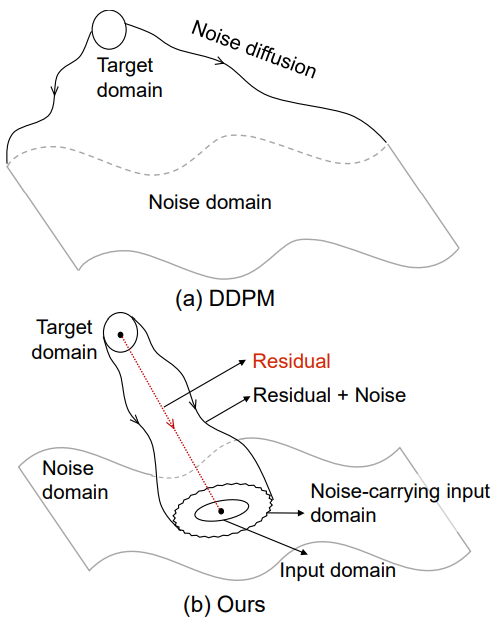 Noise diffusion
Target
domain
Noise domain
(a) DDPM
Target
domain
Residual
Residual + Noise
Noise
domain
Noise-carrying input
domain
Input domain
(b) Ours